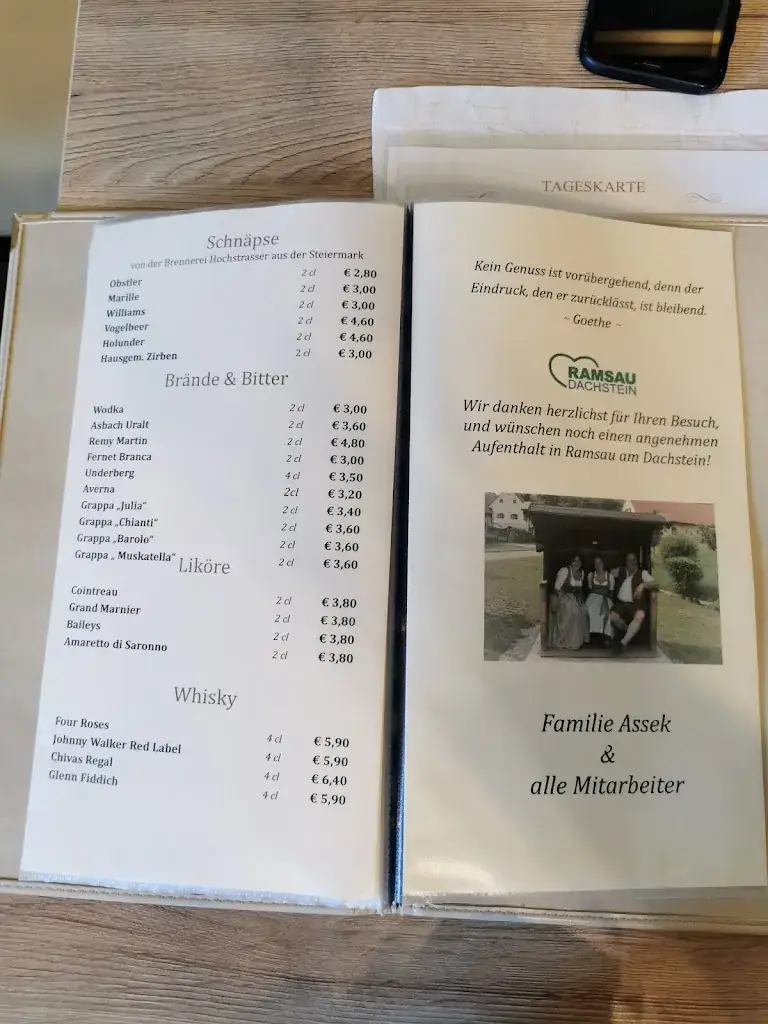 TAGESKARTE
Schnäpse
von der Brennerei Hochstrasser aus der Steiermark
Obstler 2 cl € 2,80
Marille 2 cl € 3,00
Williams 2 cl € 3,00
Vogelbeer 2 cl € 4,60
Holunder 2 cl € 4,60
Hausgem. Zirben 2 cl € 3,00
Brände & Bitter
Wodka 2 cl € 3,00
Asbach Uralt 2 cl € 3,60
Remy Martin 2 cl € 4,80
Fernet Branca 2 cl € 3,00
Underberg 4 cl € 3,50
Averna 2cl € 3,20
Grappa „Julia“ 2 cl € 3,40
Grappa „Chianti“ 2 cl € 3,60
Grappa „Barolo“ 2 cl € 3,60
Grappa „ Muskatella“ 2 cl € 3,60
Liköre
Cointreau 2 cl € 3,80
Grand Marnier 2 cl € 3,80
Baileys 2 cl € 3,80
Amaretto di Saronno 2 cl € 3,80
Whisky
Four Roses 4 cl € 5,90
Johnny Walker Red Label 4 cl € 5,90
Chivas Regal 4 cl € 6,40
Glenn Fiddich 4 cl € 5,90
Kein Genuss ist vorübergehend, denn der
Eindruck, den er zurücklässt, ist bleibend.
~ Goethe ~
RAMSAU
DACHSTEIN
Wir danken herzlichst für Ihren Besuch,
und wünschen noch einen angenehmen
Aufenthalt in Ramsau am Dachstein!
Familie Assek
&
alle Mitarbeiter